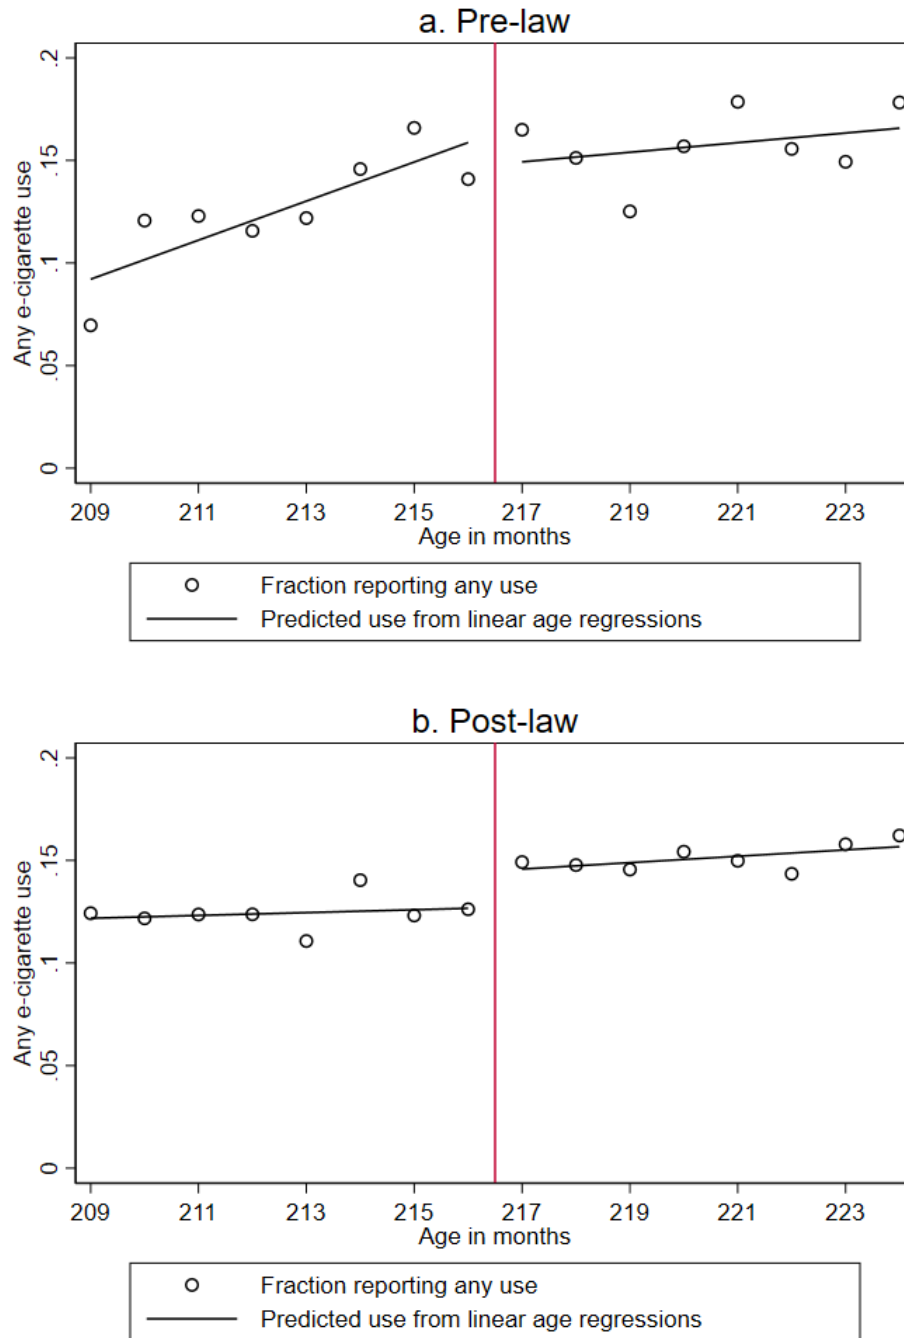 a. Pre-law
Any e-cigarette use
.2
.15
.1
.05
0
209 211 213 215 217 219 221 223
Age in months
Fraction reporting any use
Predicted use from linear age regressions
b. Post-law
Any e-cigarette use
.2
.15
.1
.05
0
209 211 213 215 217 219 221 223
Age in months
Fraction reporting any use
Predicted use from linear age regressions